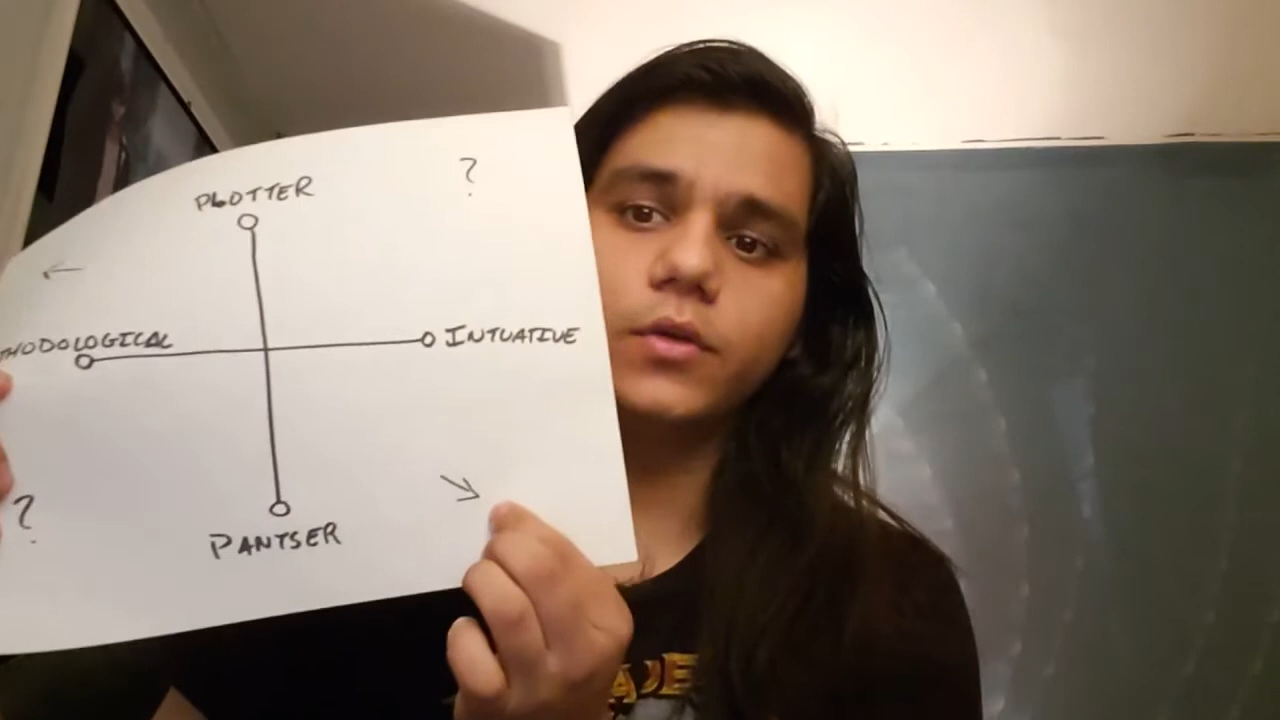 PLOTTER
?
THODOLOGICAL
INTUATIVE
?
PANTSER